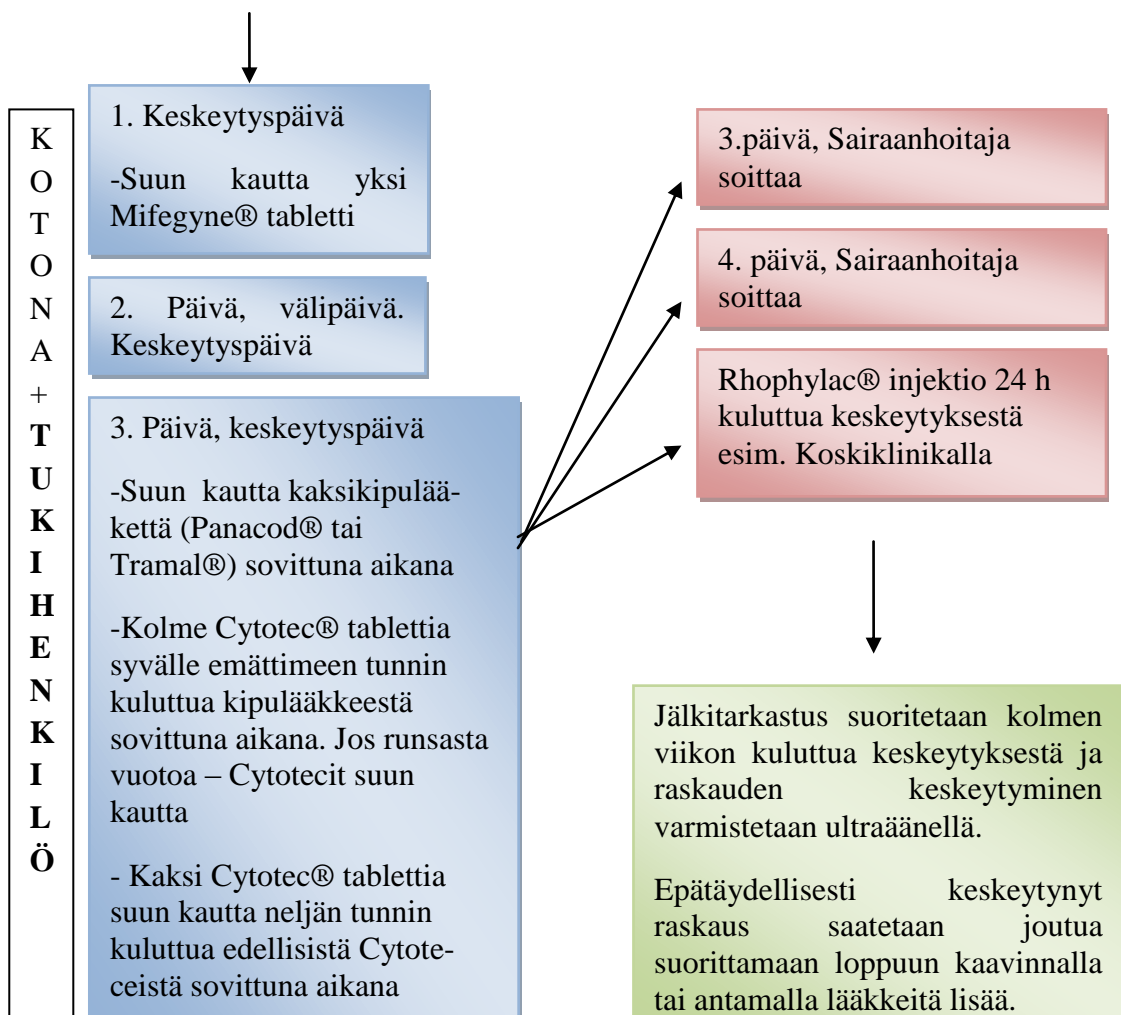 K
O
T
O
N
A
+
T
U
K
I
H
E
N
K
I
L
Ö
1. Keskeytyspäivä
-Suun kautta yksi
Mifegyne® tabletti
2. Päivä, välipäivä.
Keskeytyspäivä
3. Päivä, keskeytyspäivä
-Suun kautta kaksikipulää-
kettä (Panacod® tai
Tramal®) sovittuna aikana
-Kolme Cytotec® tablettia
syvälle emättimeen tunnin
kuluttua kipulääkkeestä
sovittuna aikana. Jos runsasta
vuotoa – Cytotecit suun
kautta
- Kaksi Cytotec® tablettia
suun kautta neljän tunnin
kuluttua edellisistä Cytote-
ceistä sovittuna aikana
3.päivä, Sairaanhoitaja
soittaa
4. päivä, Sairaanhoitaja
soittaa
Rhophylac® injektio 24 h
kuluttua keskeytyksestä
esim. Koskiklinikalla
Jälkitarkastus suoritetaan kolmen
viikon kuluttua keskeytyksestä ja
raskauden keskeytyminen
varmistetaan ultraäänellä.
Epätäydellisesti keskeytynyt
raskaus saatetaan joutua
suorittamaan loppuun kaavinnalla
tai antamalla lääkkeitä lisää.